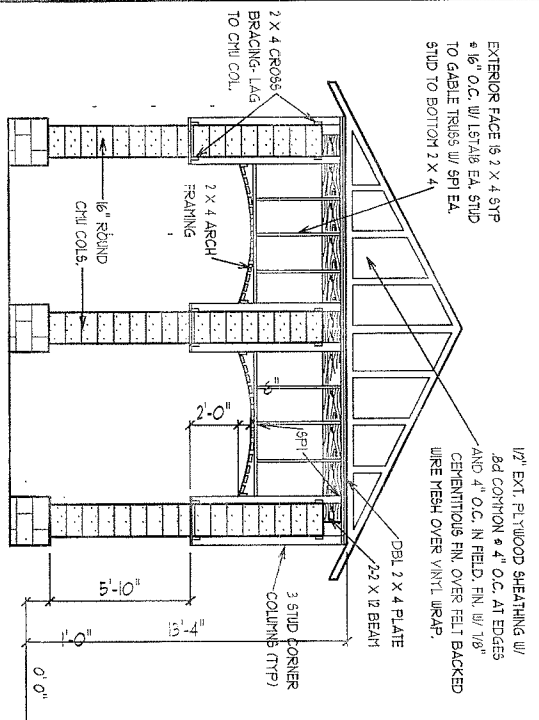 EXTERIOR FACE IS 2 X 4 SYP
@ 16" O.C. W/ LSTA18 EA. STUD
TO GABLE TRUSS W/ SP1 EA.
STUD TO BOTTOM 2 X 4
2 X 4 CROSS
BRACING- LAG
TO CMU COL.
1/2" EXT. PLYWOOD SHEATHING W/
8d COMMON @ 4" O.C. AT EDGES
AND 4" O.C. IN FIELD. FIN. W/ 7/8"
CEMENTITIOUS FIN. OVER FELT BACKED
WIRE MESH OVER VINYL WRAP.
DBL 2 X 4 PLATE
2-2 X 12 BEAM
2 X 4 ARCH
FRAMING
16" ROUND
CMU COLS.
SP1
2'-0"
3 STUD CORNER
COLUMNS (TYP)
5'-10"
13'-4"
1'-0"
0' 0"